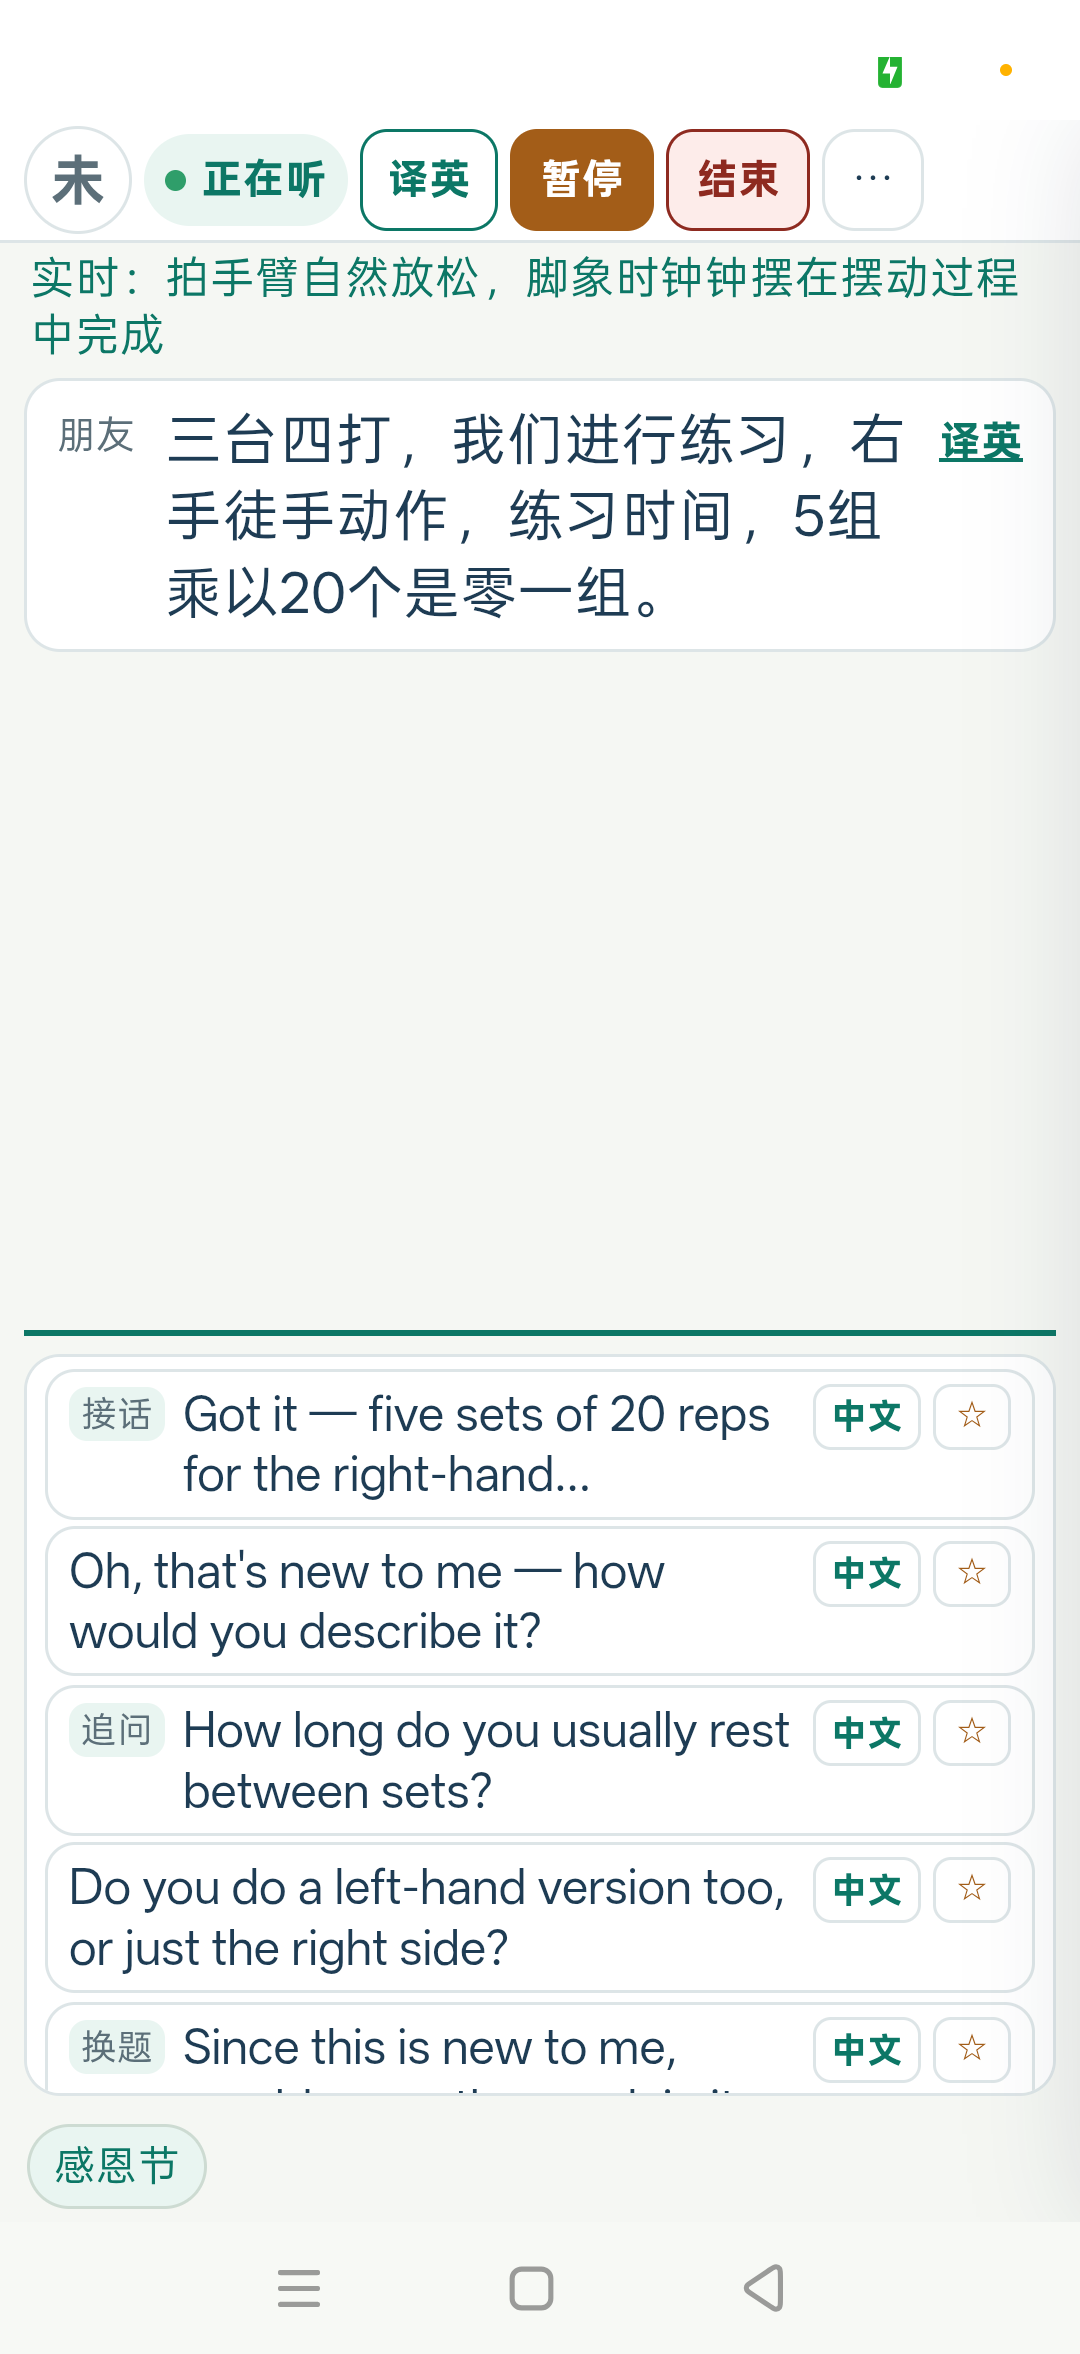 未 正在听 译英 暂停 结束 ...
实时：拍手臂自然放松，脚象时钟钟摆在摆动过程
中完成
朋友 三台四打，我们进行练习，右 译英
手徒手动作，练习时间，5组
乘以20个是零一组。
接话 Got it — five sets of 20 reps 中文 ☆
for the right-hand...
Oh, that's new to me — how 中文 ☆
would you describe it?
追问 How long do you usually rest 中文 ☆
between sets?
Do you do a left-hand version too, 中文 ☆
or just the right side?
换题 Since this is new to me, 中文 ☆
感恩节